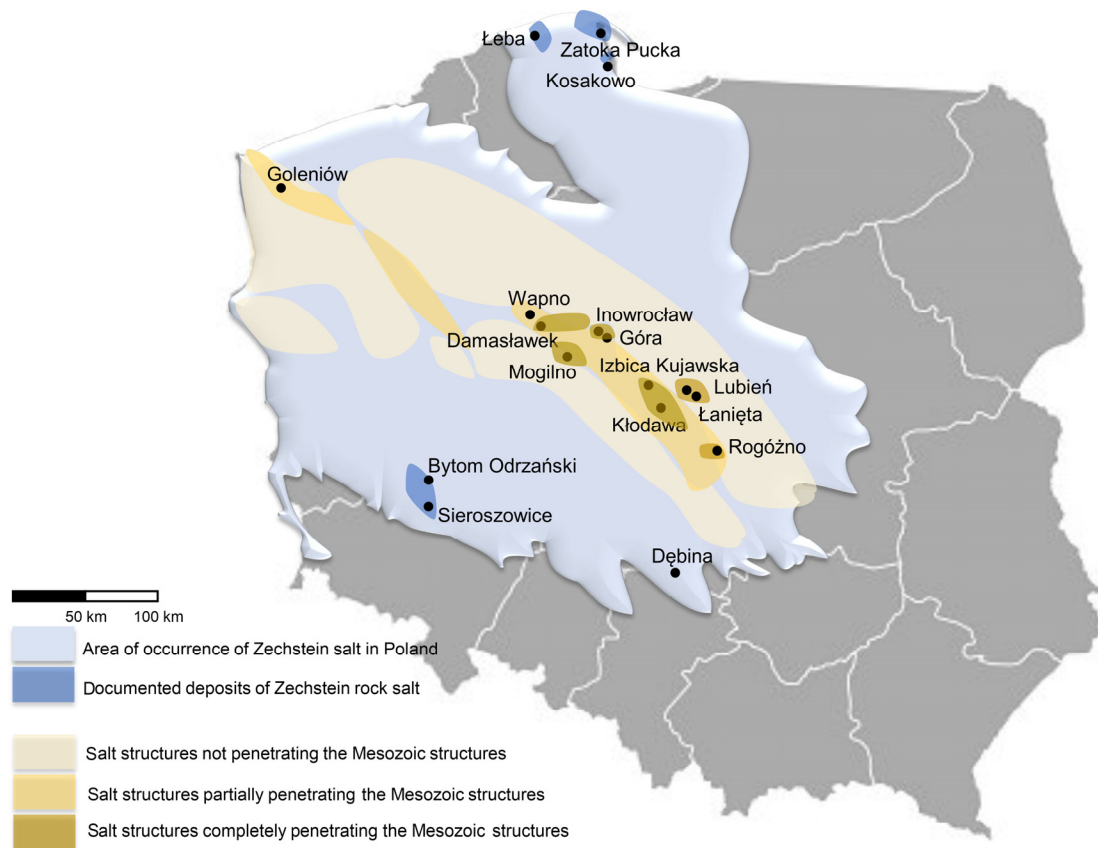 Łeba
Zatoka Pucka
Kosakowo
Goleniów
Wapno
Inowrocław
Damasławek
Góra
Mogilno
Izbica Kujawska
Lubień
Łanięta
Kłodawa
Rogóźno
Bytom Odrzański
Sieroszowice
Dębina
50 km 100 km
Area of occurrence of Zechstein salt in Poland
Documented deposits of Zechstein rock salt
Salt structures not penetrating the Mesozoic structures
Salt structures partially penetrating the Mesozoic structures
Salt structures completely penetrating the Mesozoic structures